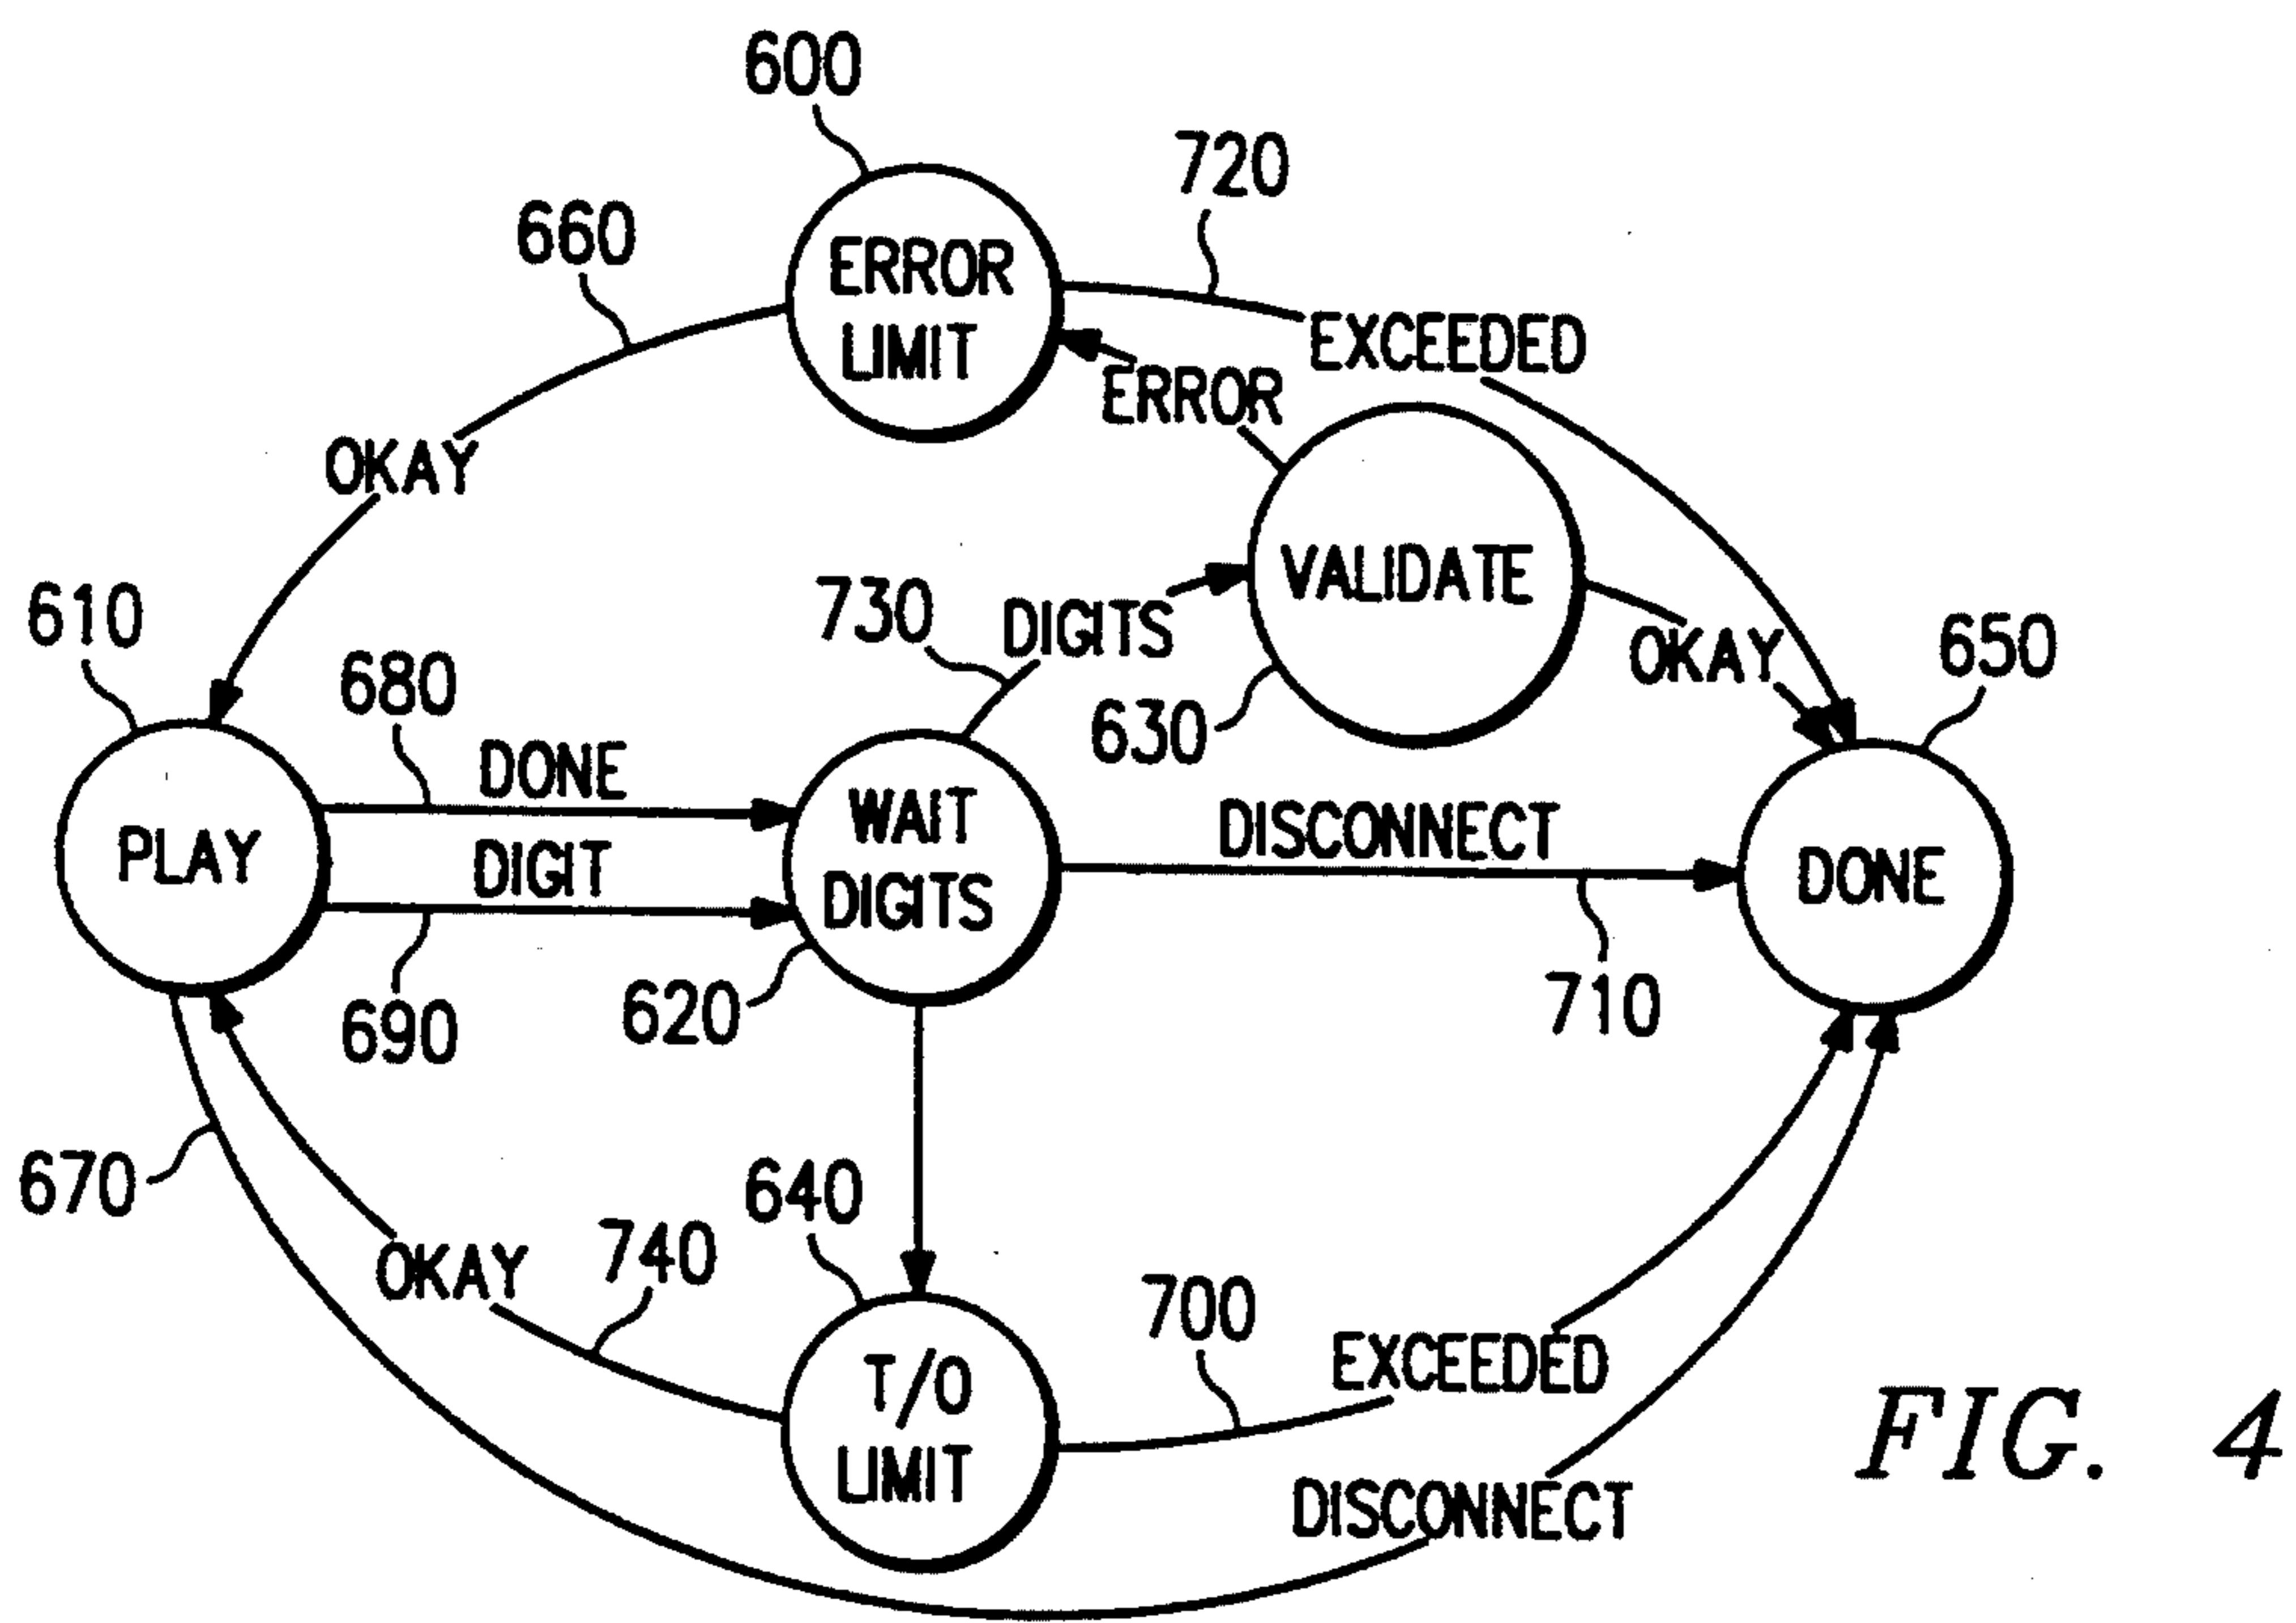 600
720
660
ERROR
LIMIT
EXCEEDED
ERROR
OKAY
VALIDATE
730
DIGITS
610
OKAY
650
680
630
DONE
WAIT
DIGITS
DISCONNECT
PLAY
DIGIT
DONE
690
620
710
670
640
OKAY
740
700
T/O
LIMIT
EXCEEDED
DISCONNECT
FIG. 4